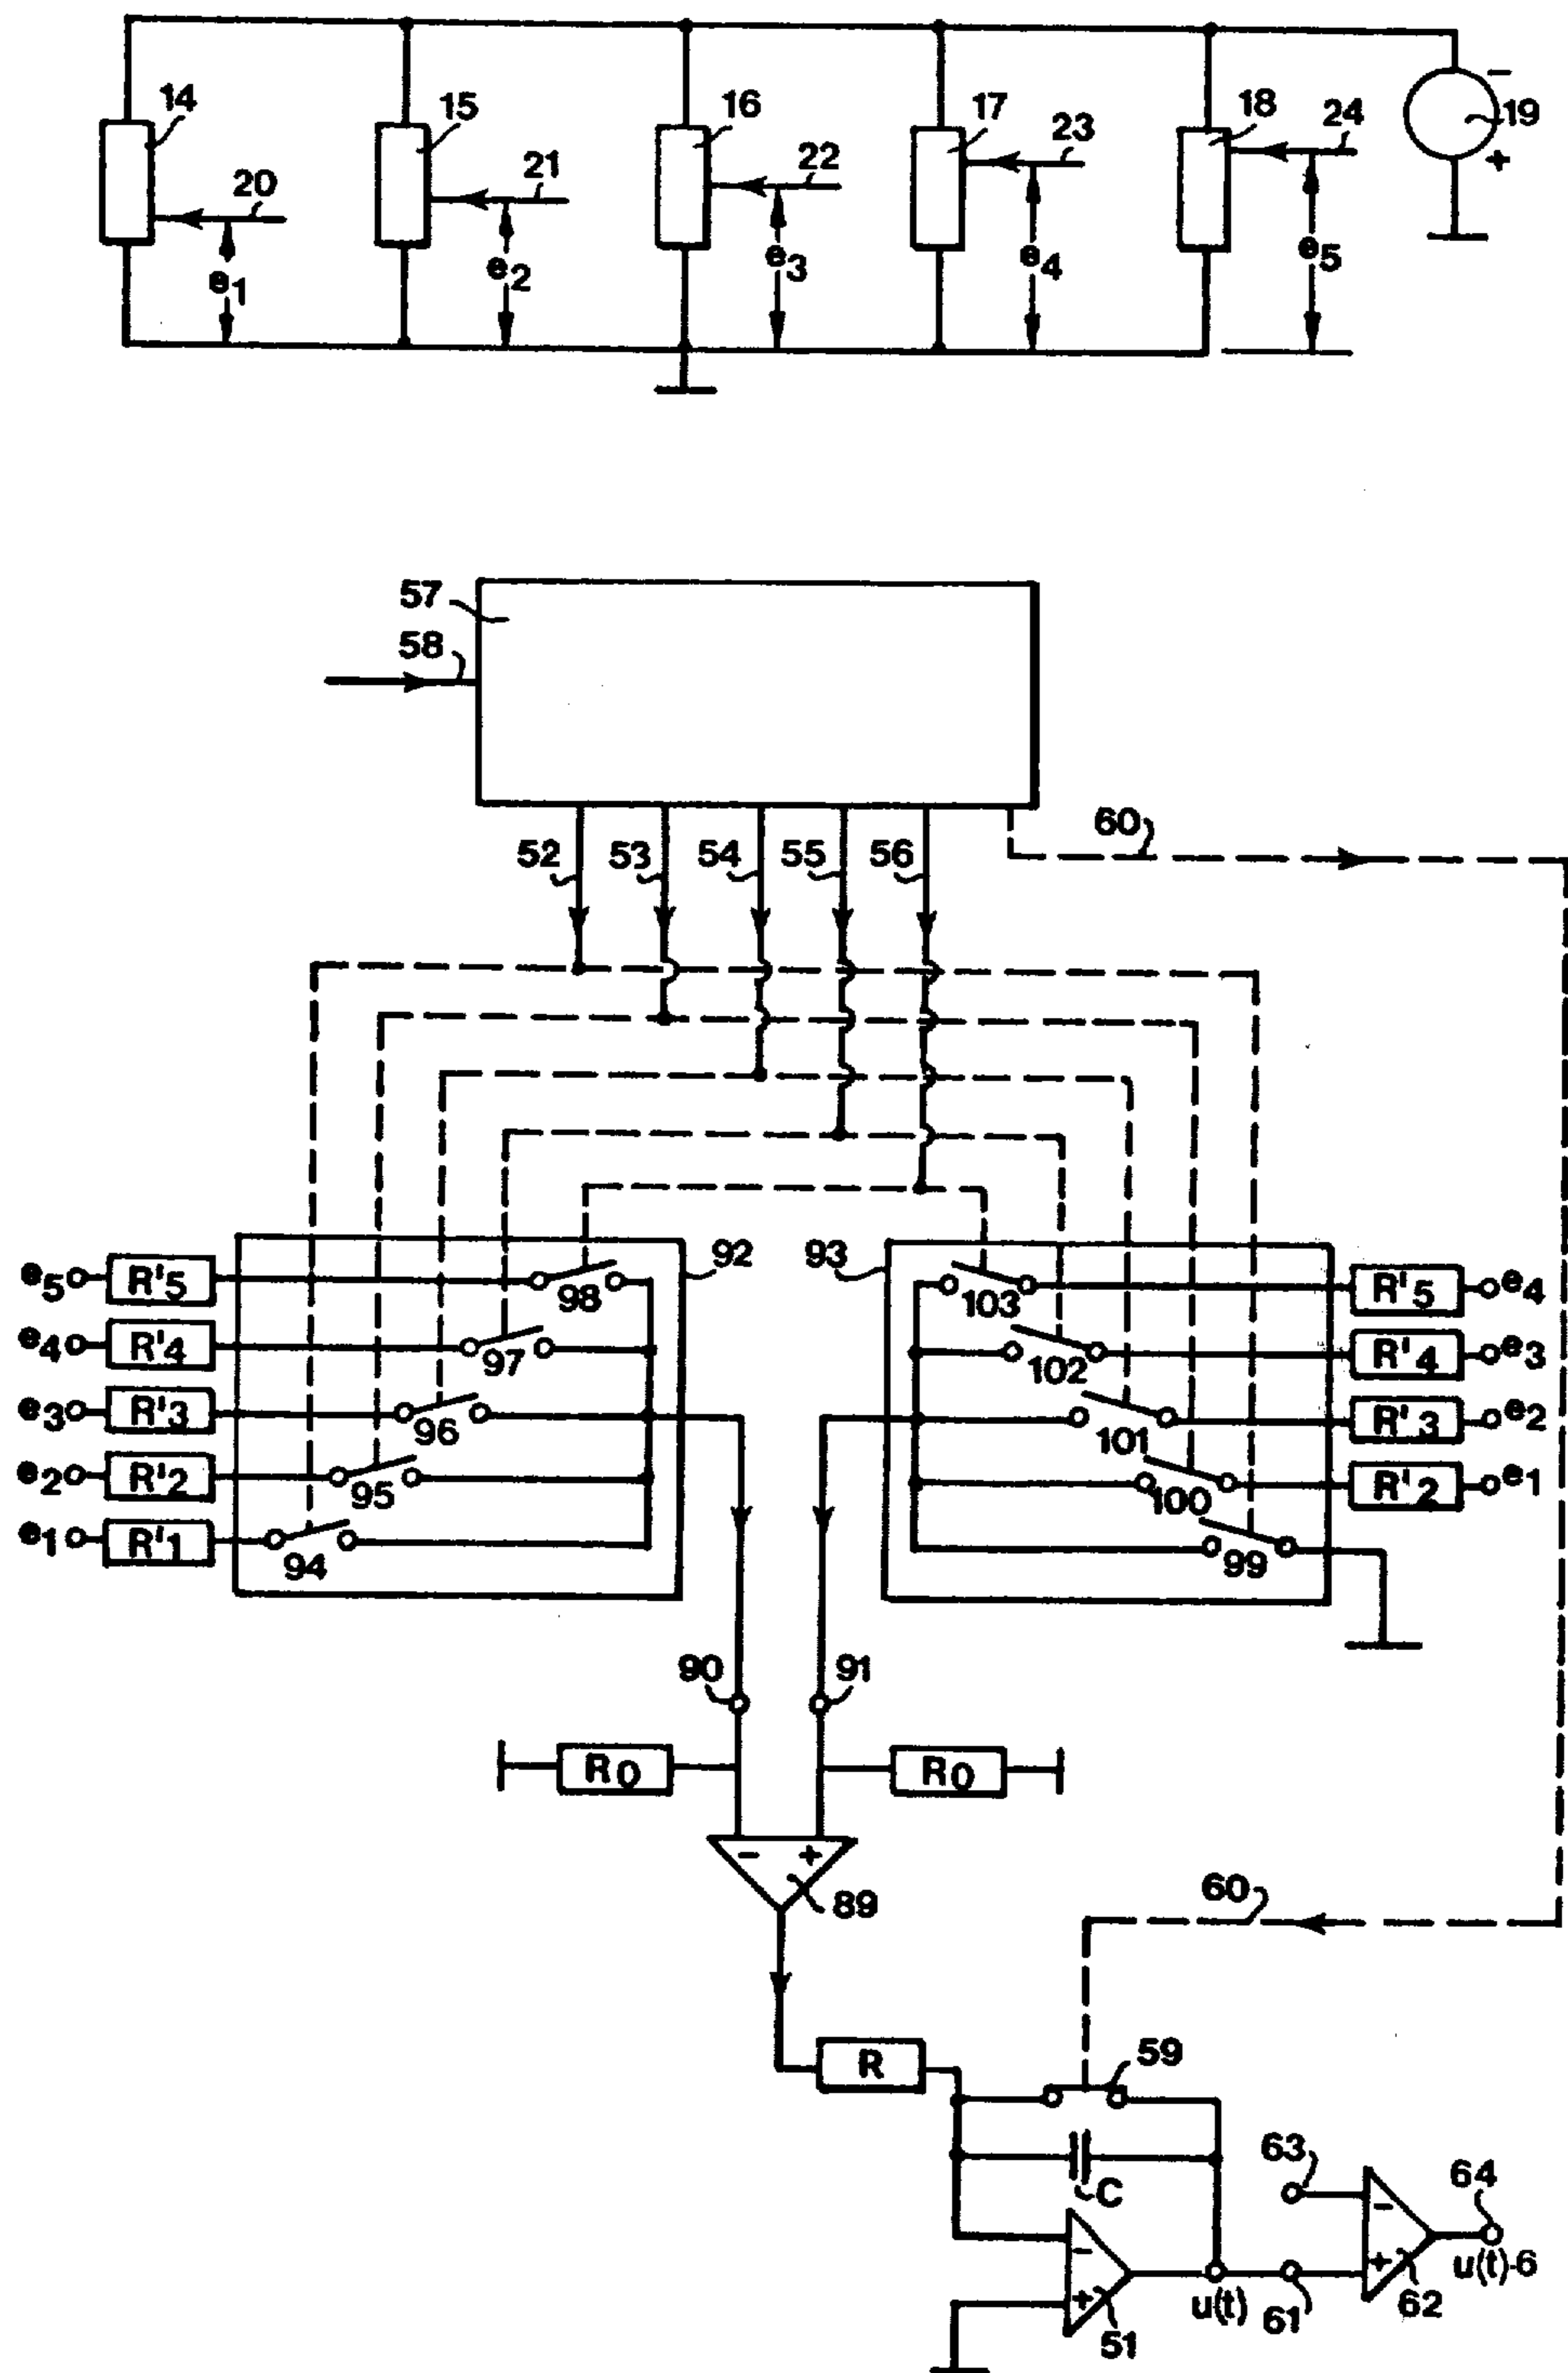 14 15 16 17 18 19
20 21 22 23 24
-
+
e1 e2 e3 e4 e5
57
58
52 53 54 55 56 60
92 93
e5 R'5 98 103 R'5 e4
e4 R'4 97 102 R'4 e3
e3 R'3 96 101 R'3 e2
e2 R'2 95 100 R'2 e1
e1 R'1 94 99
90 91
R0 R0
- +
89
60
R
59
C
63
64
-
-
+
+
u(t)-6
u(t) 61 62
51